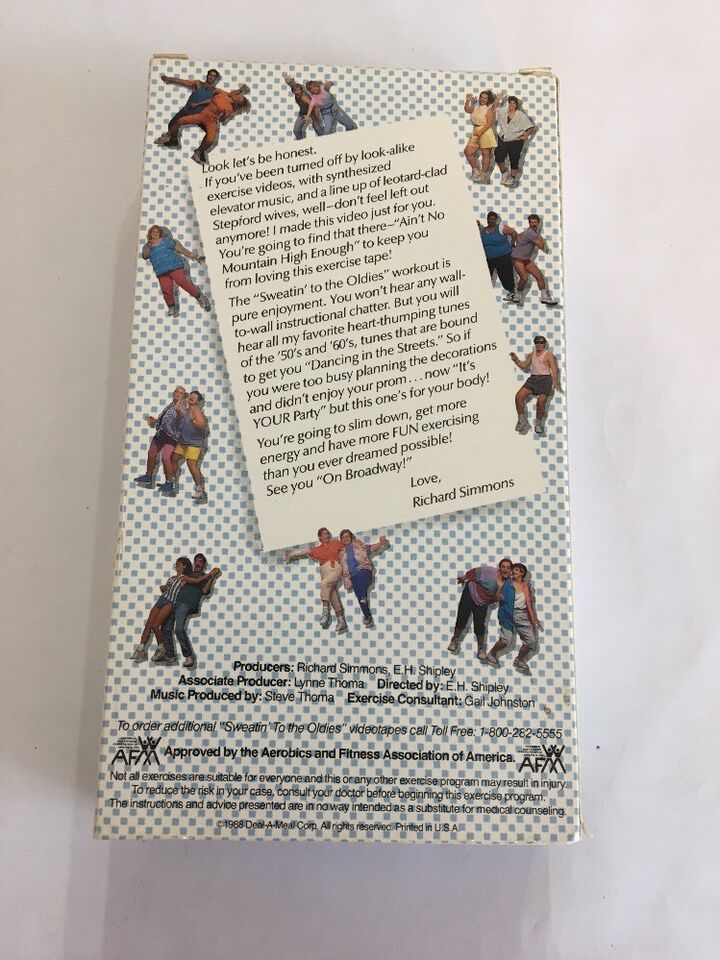 Look let's be honest.
If you've been turned off by look-alike
exercise videos, with synthesized
elevator music, and a line up of leotard-clad
Stepford wives, well–don't feel left out
anymore! I made this video just for you.
You're going to find that there–"Ain't No
Mountain High Enough" to keep you
from loving this exercise tape!
The "Sweatin' to the Oldies" workout is
pure enjoyment. You won't hear any wall-
to-wall instructional chatter. But you will
hear all my favorite heart-thumping tunes
of the '50's and '60's, tunes that are bound
to get you "Dancing in the Streets." So if
you were too busy planning the decorations
and didn't enjoy your prom...now "It's
YOUR Party" but this one's for your body!
You're going to slim down, get more
energy and have more FUN exercising
than you ever dreamed possible!
See you "On Broadway!"
Love,
Richard Simmons
Producers: Richard Simmons, E.H. Shipley
Associate Producer: Lynne Thoma Directed by: E.H. Shipley
Music Produced by: Steve Thoma Exercise Consultant: Gail Johnston
To order additional "Sweatin' To the Oldies" videotapes call Toll Free: 1-800-282-5555
AFAA Approved by the Aerobics and Fitness Association of America. AFAA
Not all exercises are suitable for everyone and this or any other exercise program may result in injury.
To reduce the risk in your case, consult your doctor before beginning this exercise program.
The instructions and advice presented are in no way intended as a substitute for medical counseling.
© 1988 Deal-A-Meal Corp. All rights reserved. Printed in U.S.A.